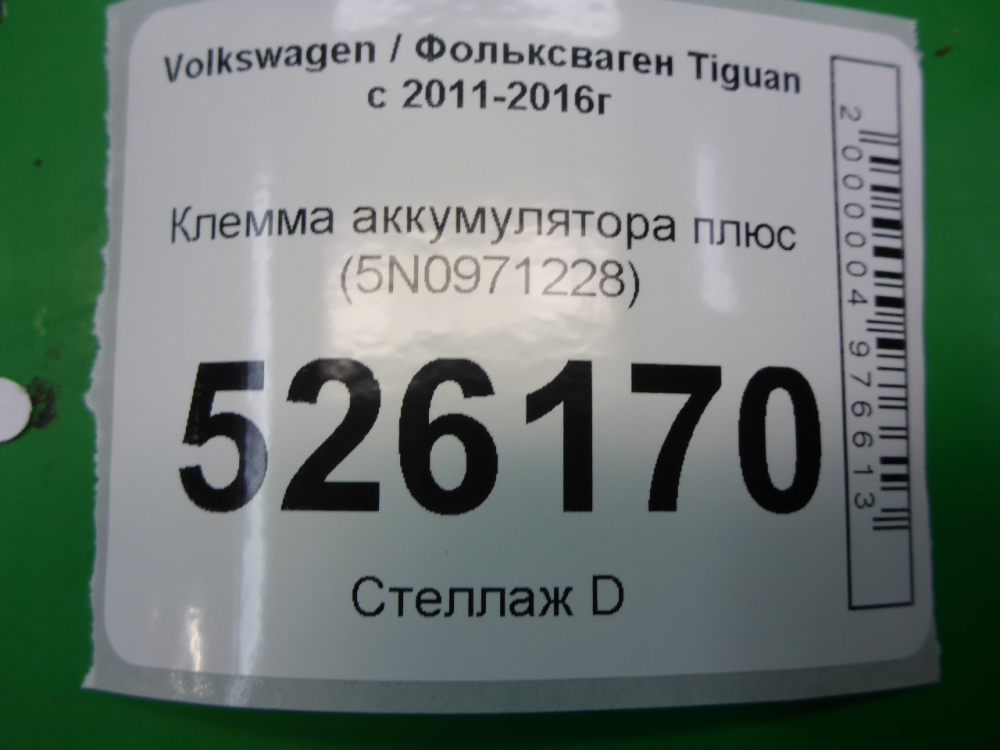 Volkswagen / Фольксваген Tiguan
с 2011-2016г
Клемма аккумулятора плюс
(5N0971228)
526170
Стеллаж D
2000004976613